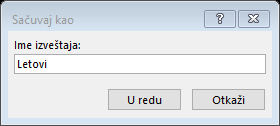 Sačuvaj kao
Ime izveštaja:
Letovi
U redu
Otkaži